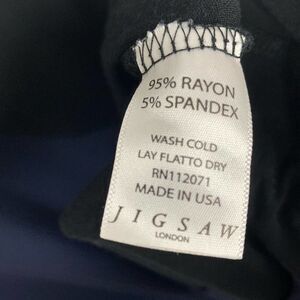 95% RAYON
5% SPANDEX
WASH COLD
LAY FLATTO DRY
RN112071
MADE IN USA
JIGSAW
LONDON